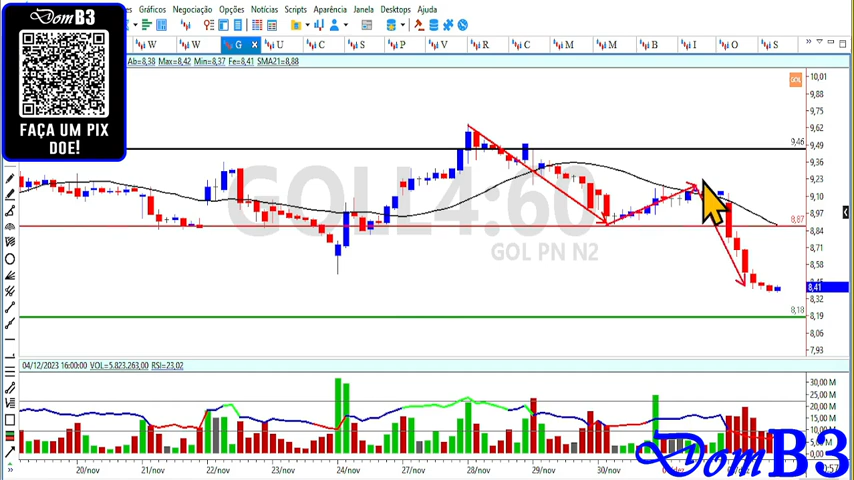 DomB3
FAÇA UM PIX
DOE!
Gráficos Negociação Opções Notícias Scripts Aparência Janela Desktops Ajuda
W W G U D R C C M M B I O S
Ab=8,38 Max=8,42 Min=8,37 Fe=8,41 SMA21=8,88
GOL
GOLL4:60
GOL PN N2
10,01
9,88
9,75
9,62
9,46
9,49
9,36
9,23
9,10
8,97
8,87
8,84
8,71
8,58
8,45
8,41
8,32
8,18
8,19
8,06
7,93
04/12/2023 16:00:00 VOL=5.823.263,00 RSI=23,02
30,00 M
25,00 M
20,00 M
15,00 M
10,00 M
5,00 M
20/nov 21/nov 22/nov 23/nov 24/nov 27/nov 28/nov 29/nov 30/nov
DomB3